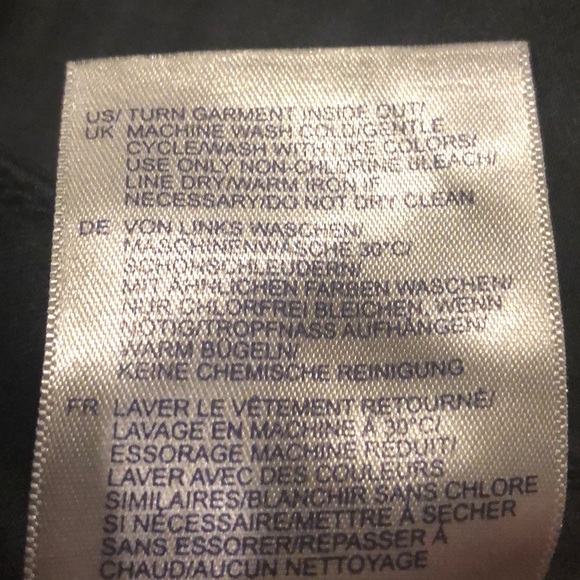 US/ TURN GARMENT INSIDE OUT/
UK MACHINE WASH COLD/GENTLE
CYCLE/WASH WITH LIKE COLORS/
USE ONLY NON-CHLORINE BLEACH/
LINE DRY/WARM IRON IF
NECESSARY/DO NOT DRY CLEAN
DE VON LINKS WASCHEN/
MASCHINENWÄSCHE 30°C/
SCHONSCHLEUDERN/
MIT ÄHNLICHEN FARBEN WASCHEN/
NUR CHLORFREI BLEICHEN, WENN
NÖTIG/TROPFNASS AUFHÄNGEN/
WARM BÜGELN/
KEINE CHEMISCHE REINIGUNG
FR LAVER LE VÊTEMENT RETOURNÉ/
LAVAGE EN MACHINE À 30°C/
ESSORAGE MACHINE RÉDUIT/
LAVER AVEC DES COULEURS
SIMILAIRES/BLANCHIR SANS CHLORE
SI NÉCESSAIRE/METTRE À SÉCHER
SANS ESSORER/REPASSER À
CHAUD/AUCUN NETTOYAGE